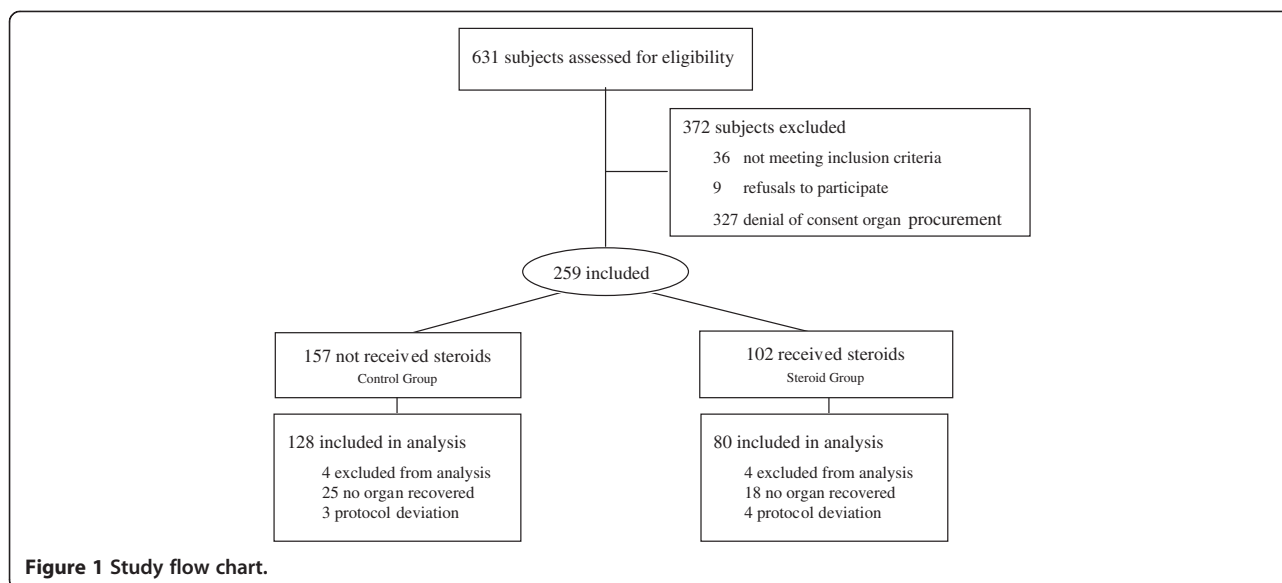 631 subjects assessed for eligibility
372 subjects excluded
36 not meeting inclusion criteria
9 refusals to participate
327 denial of consent organ procurement
259 included
157 not received steroids
Control Group
102 received steroids
Steroid Group
128 included in analysis
4 excluded from analysis
25 no organ recovered
3 protocol deviation
80 included in analysis
4 excluded from analysis
18 no organ recovered
4 protocol deviation
Figure 1 Study flow chart.